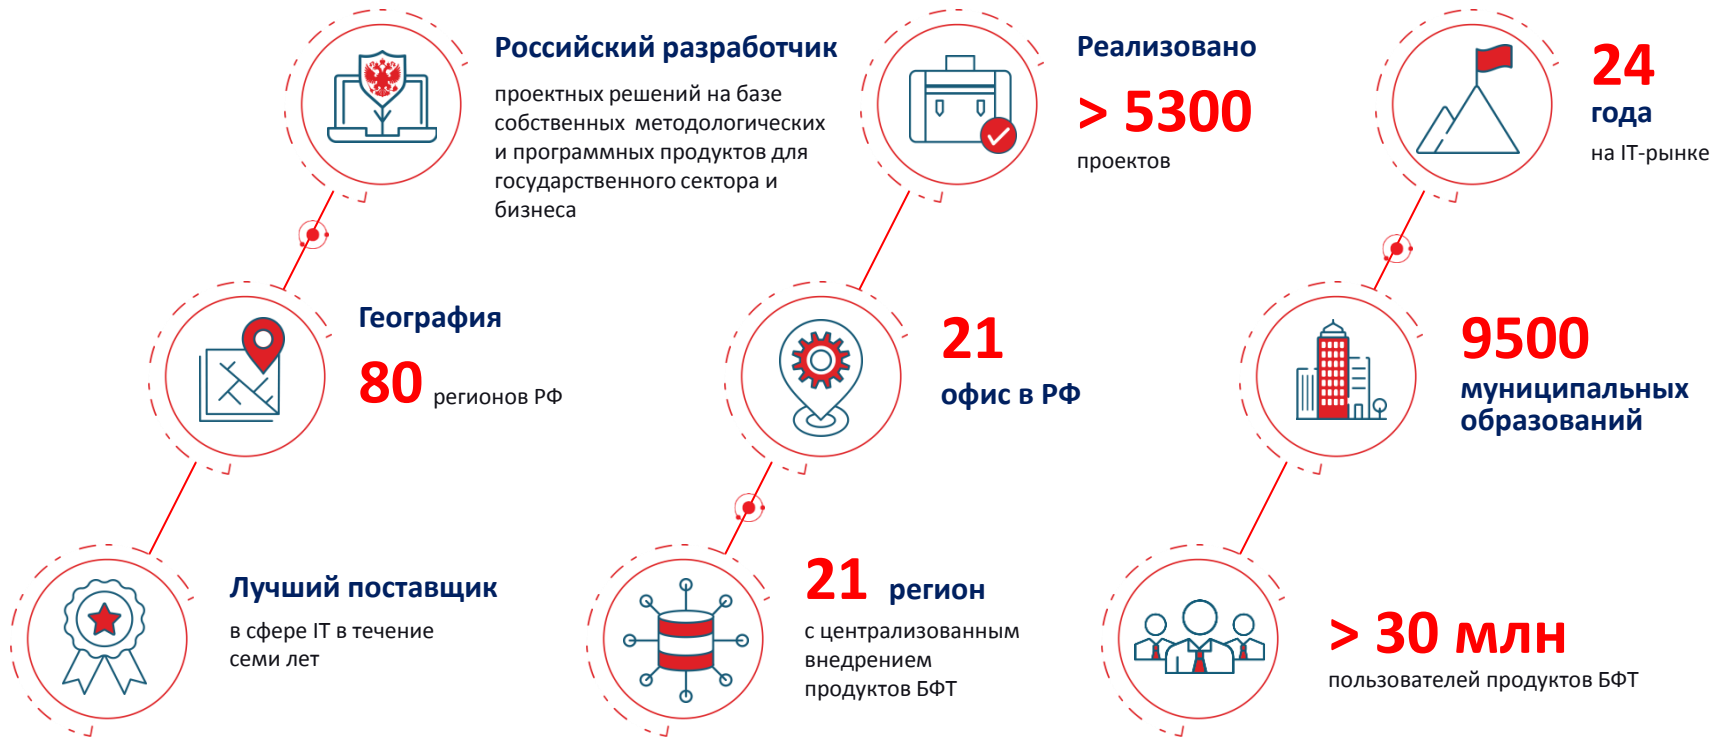 Российский разработчик
проектных решений на базе
собственных методологических
и программных продуктов для
государственного сектора и
бизнеса
Реализовано
> 5300
проектов
24
года
на IT-рынке
География
80 регионов РФ
21
офис в РФ
9500
муниципальных
образований
Лучший поставщик
в сфере IT в течение
семи лет
21 регион
с централизованным
внедрением
продуктов БФТ
> 30 млн
пользователей продуктов БФТ